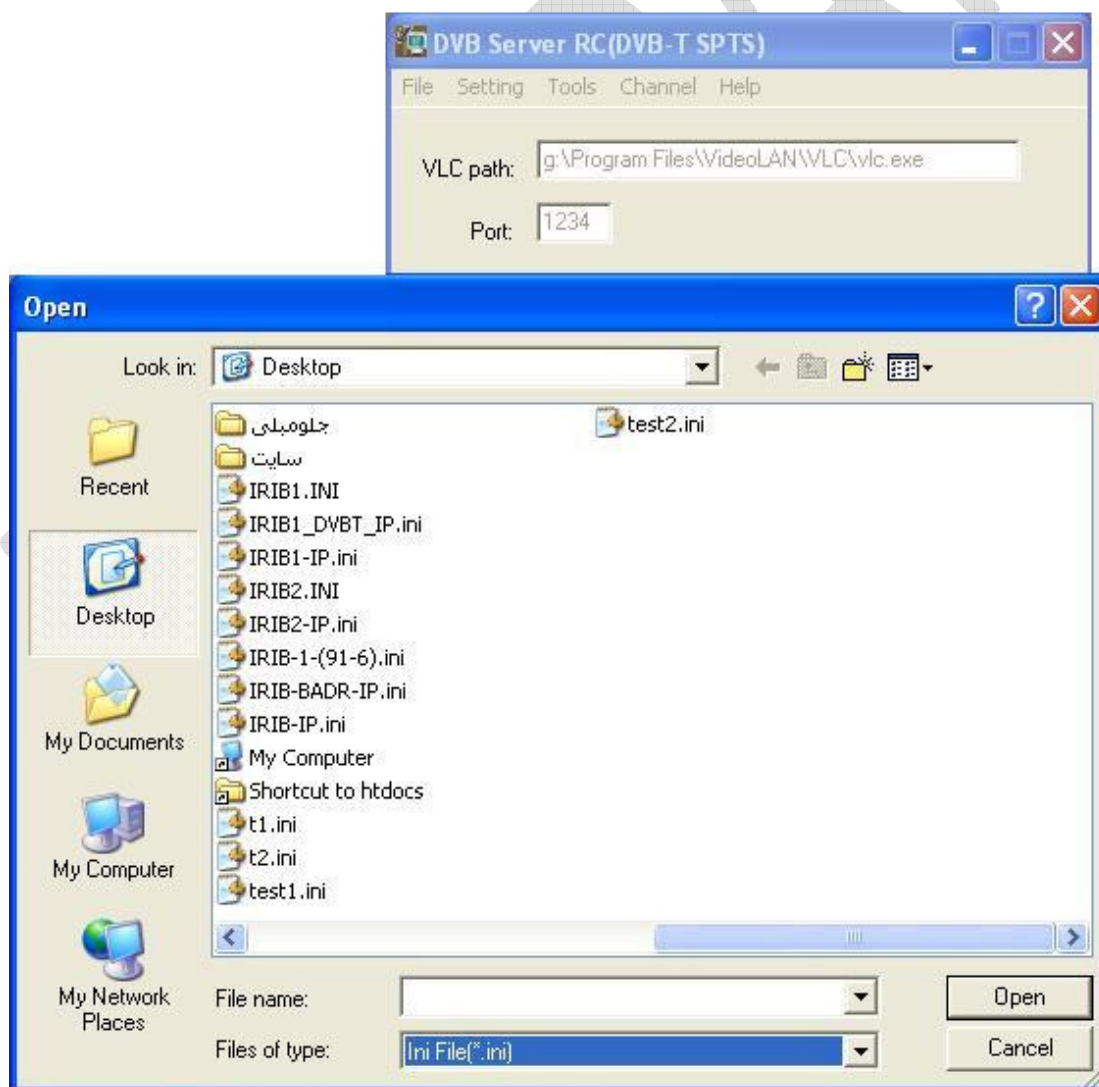 DVB Server RC(DVB-T SPTS)
File Setting Tools Channel Help
VLC path: g:\Program Files\VideoLAN\VLC\vlc.exe
Port: 1234
Open
Look in: Desktop
Recent
Desktop
My Documents
My Computer
My Network
Places
جلومبلی
سایت
IRIB1.INI
IRIB1_DVBT_IP.ini
IRIB1-IP.ini
IRIB2.INI
IRIB2-IP.ini
IRIB-1-(91-6).ini
IRIB-BADR-IP.ini
IRIB-IP.ini
My Computer
Shortcut to htdocs
t1.ini
t2.ini
test1.ini
test2.ini
File name:
Open
Files of type: Ini File(*.ini)
Cancel